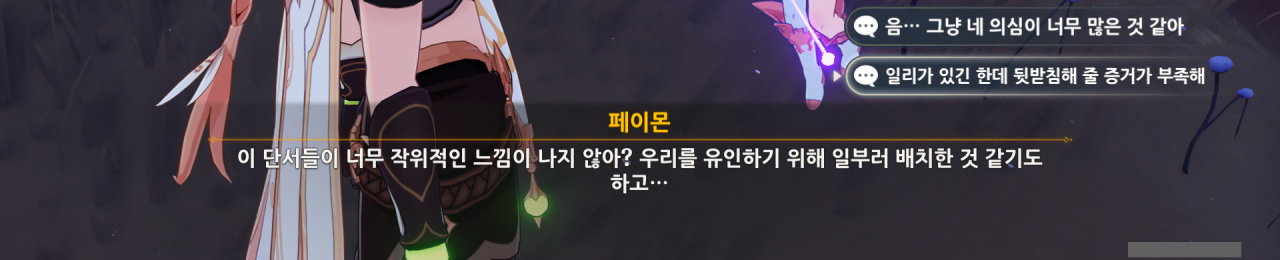 음… 그냥 네 의심이 너무 많은 것 같아
일리가 있긴 한데 뒷받침해 줄 증거가 부족해
페이몬
이 단서들이 너무 작위적인 느낌이 나지 않아? 우리를 유인하기 위해 일부러 배치한 것 같기도
하고…